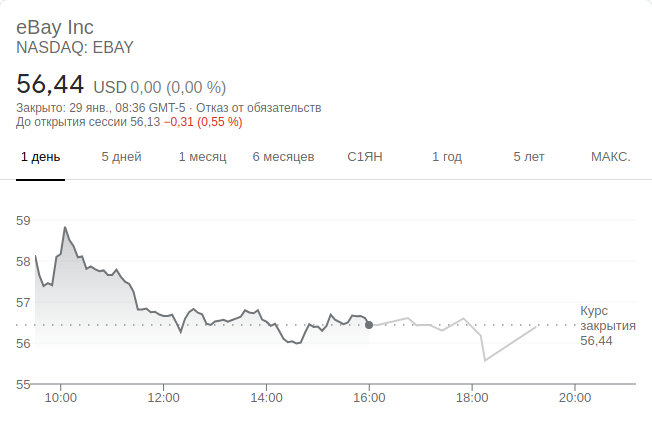 eBay Inc
NASDAQ: EBAY
56,44 USD 0,00 (0,00 %)
Закрыто: 29 янв., 08:36 GMT-5 · Отказ от обязательств
До открытия сессии 56,13 −0,31 (0,55 %)
1 день 5 дней 1 месяц 6 месяцев С1ЯН 1 год 5 лет МАКС.
59
58
57
56
55
Курс
закрытия
56,44
10:00 12:00 14:00 16:00 18:00 20:00